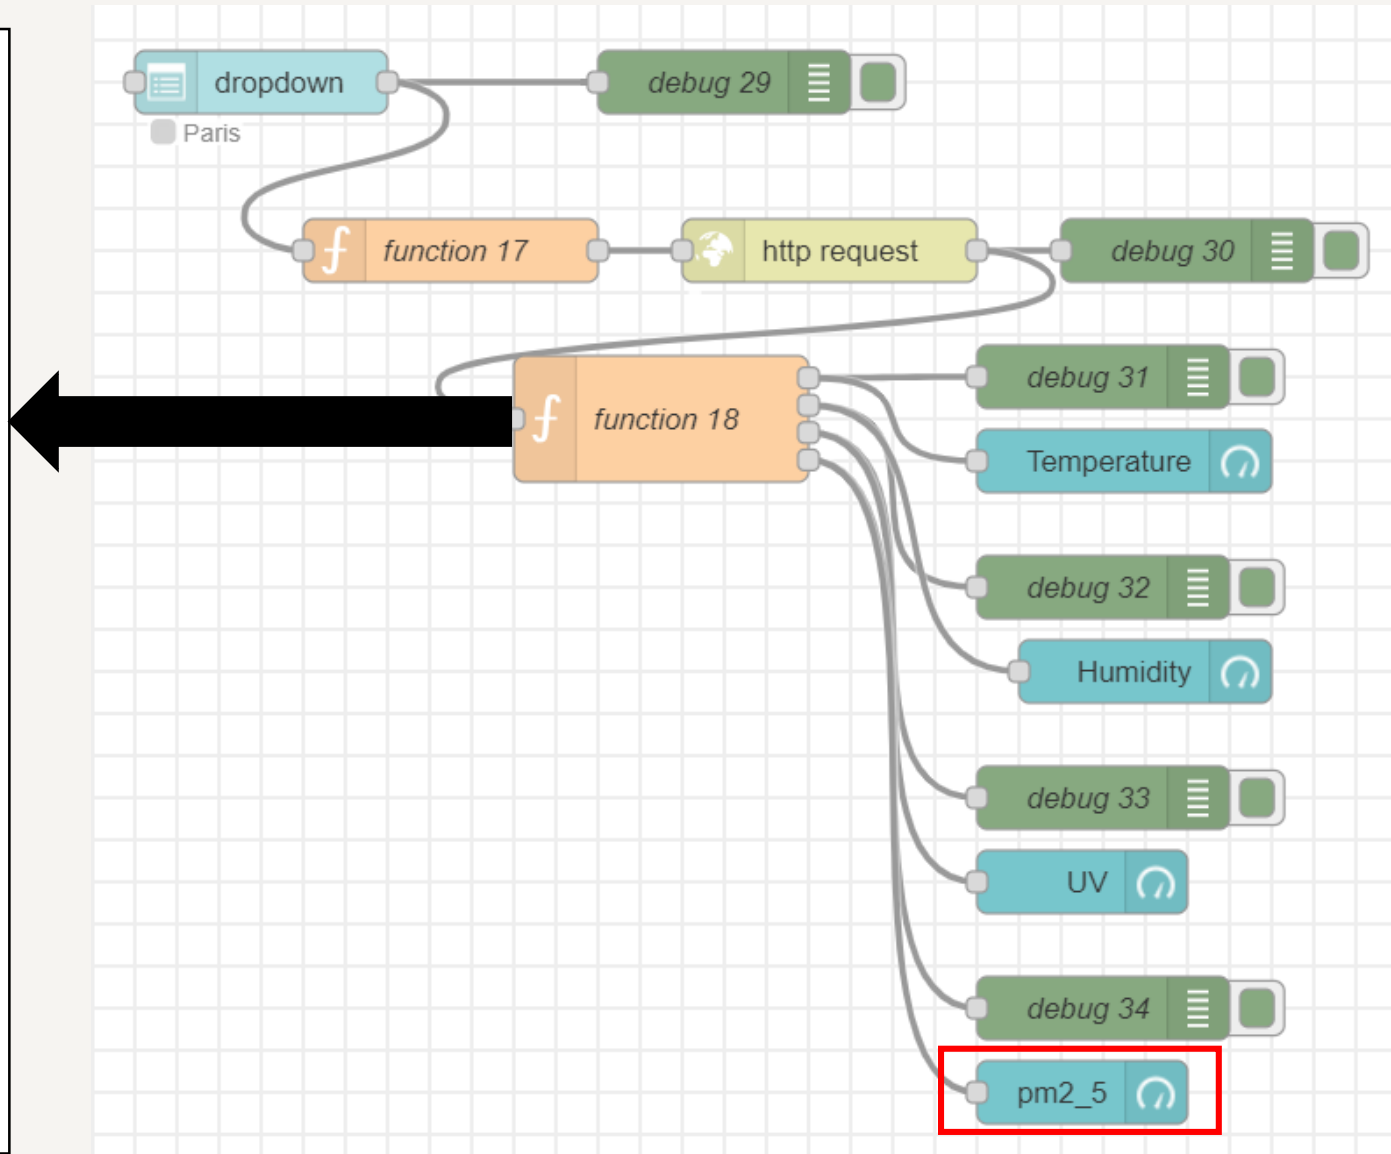 dropdown
debug 29
Paris
function 17
http request
debug 30
function 18
debug 31
Temperature
debug 32
Humidity
debug 33
UV
debug 34
pm2_5